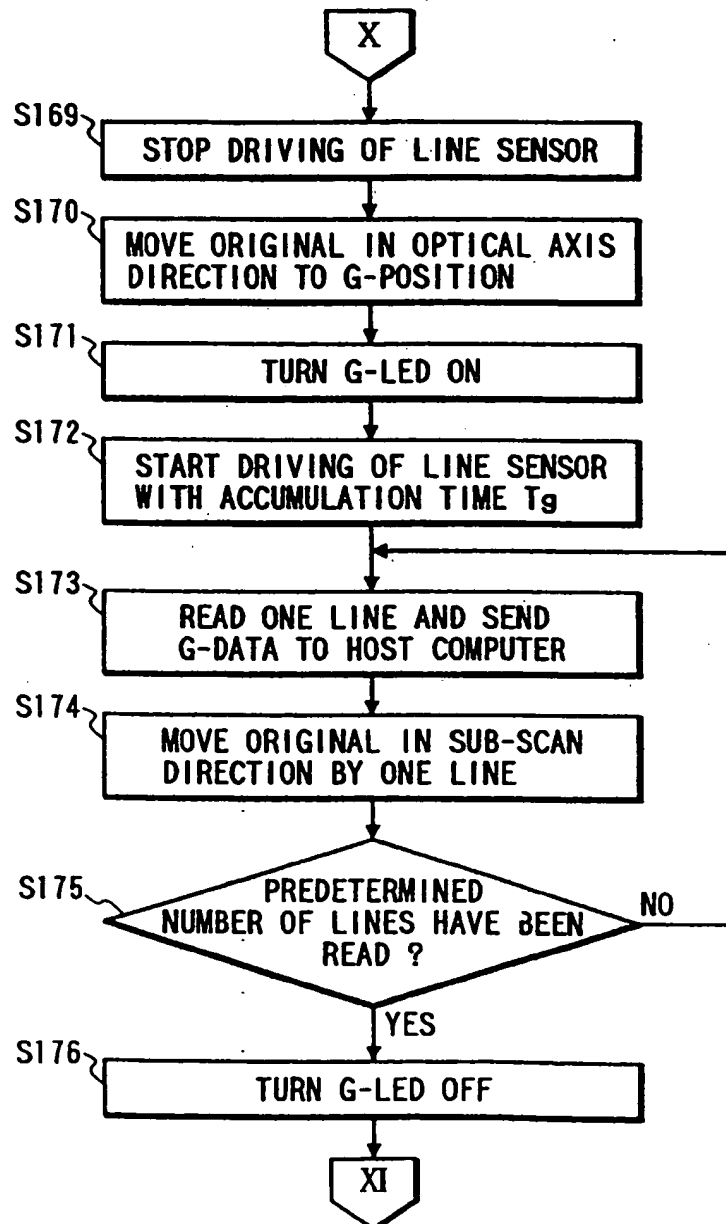 X
S169
STOP DRIVING OF LINE SENSOR
S170
MOVE ORIGINAL IN OPTICAL AXIS
DIRECTION TO G-POSITION
S171
TURN G-LED ON
S172
START DRIVING OF LINE SENSOR
WITH ACCUMULATION TIME Tg
S173
READ ONE LINE AND SEND
G-DATA TO HOST COMPUTER
S174
MOVE ORIGINAL IN SUB-SCAN
DIRECTION BY ONE LINE
S175
PREDETERMINED
NUMBER OF LINES HAVE BEEN
READ ?
NO
YES
S176
TURN G-LED OFF
XI